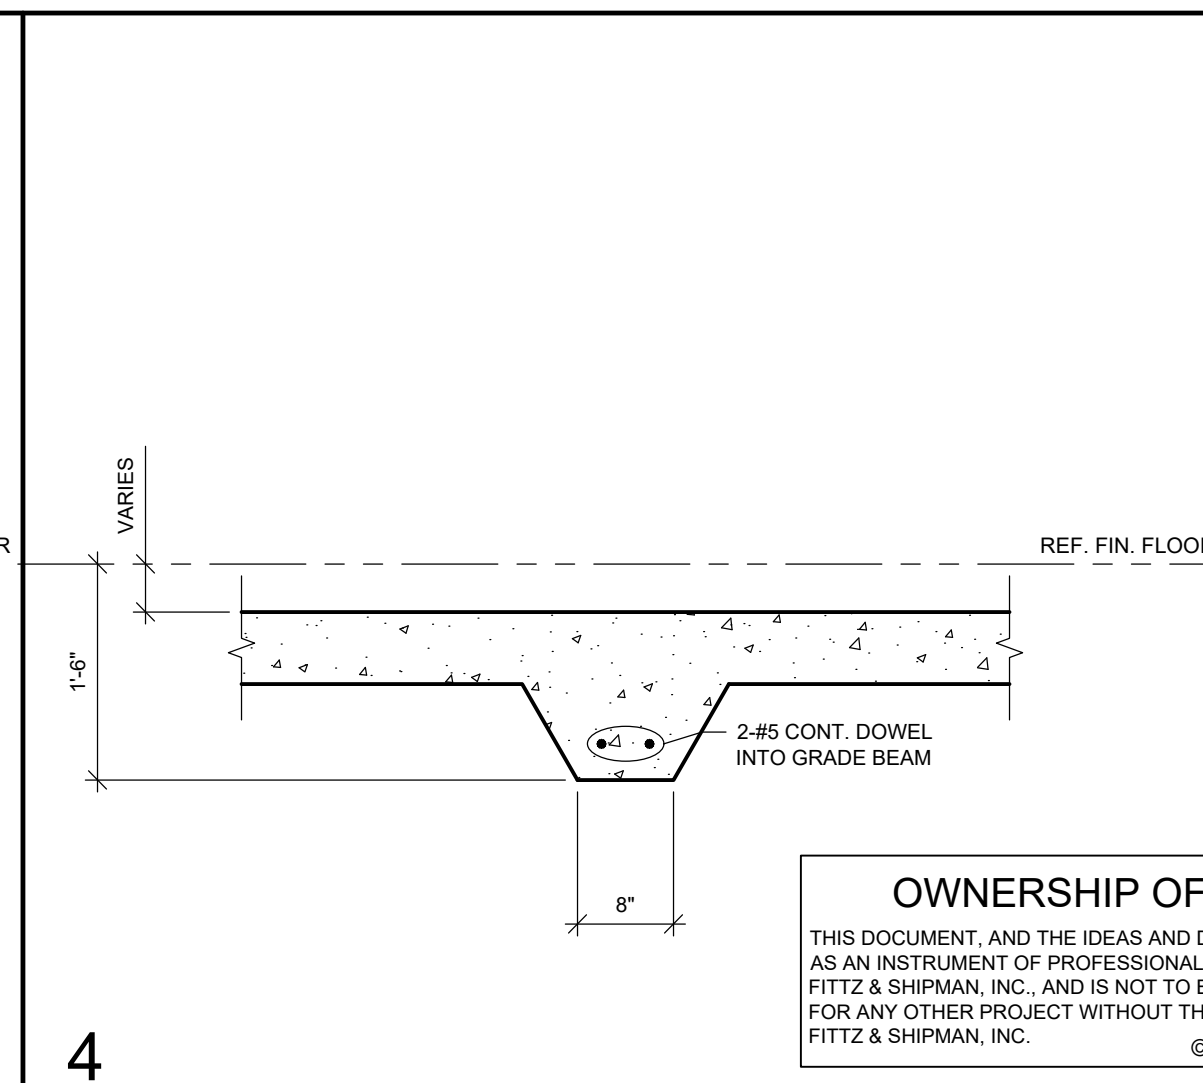 VARIES
R
REF. FIN. FLOOR
1'-6"
2-#5 CONT. DOWEL
INTO GRADE BEAM
8"
OWNERSHIP OF
THIS DOCUMENT, AND THE IDEAS AND
AS AN INSTRUMENT OF PROFESSIONAL
FITTZ & SHIPMAN, INC., AND IS NOT TO
FOR ANY OTHER PROJECT WITHOUT
FITTZ & SHIPMAN, INC.
©
4